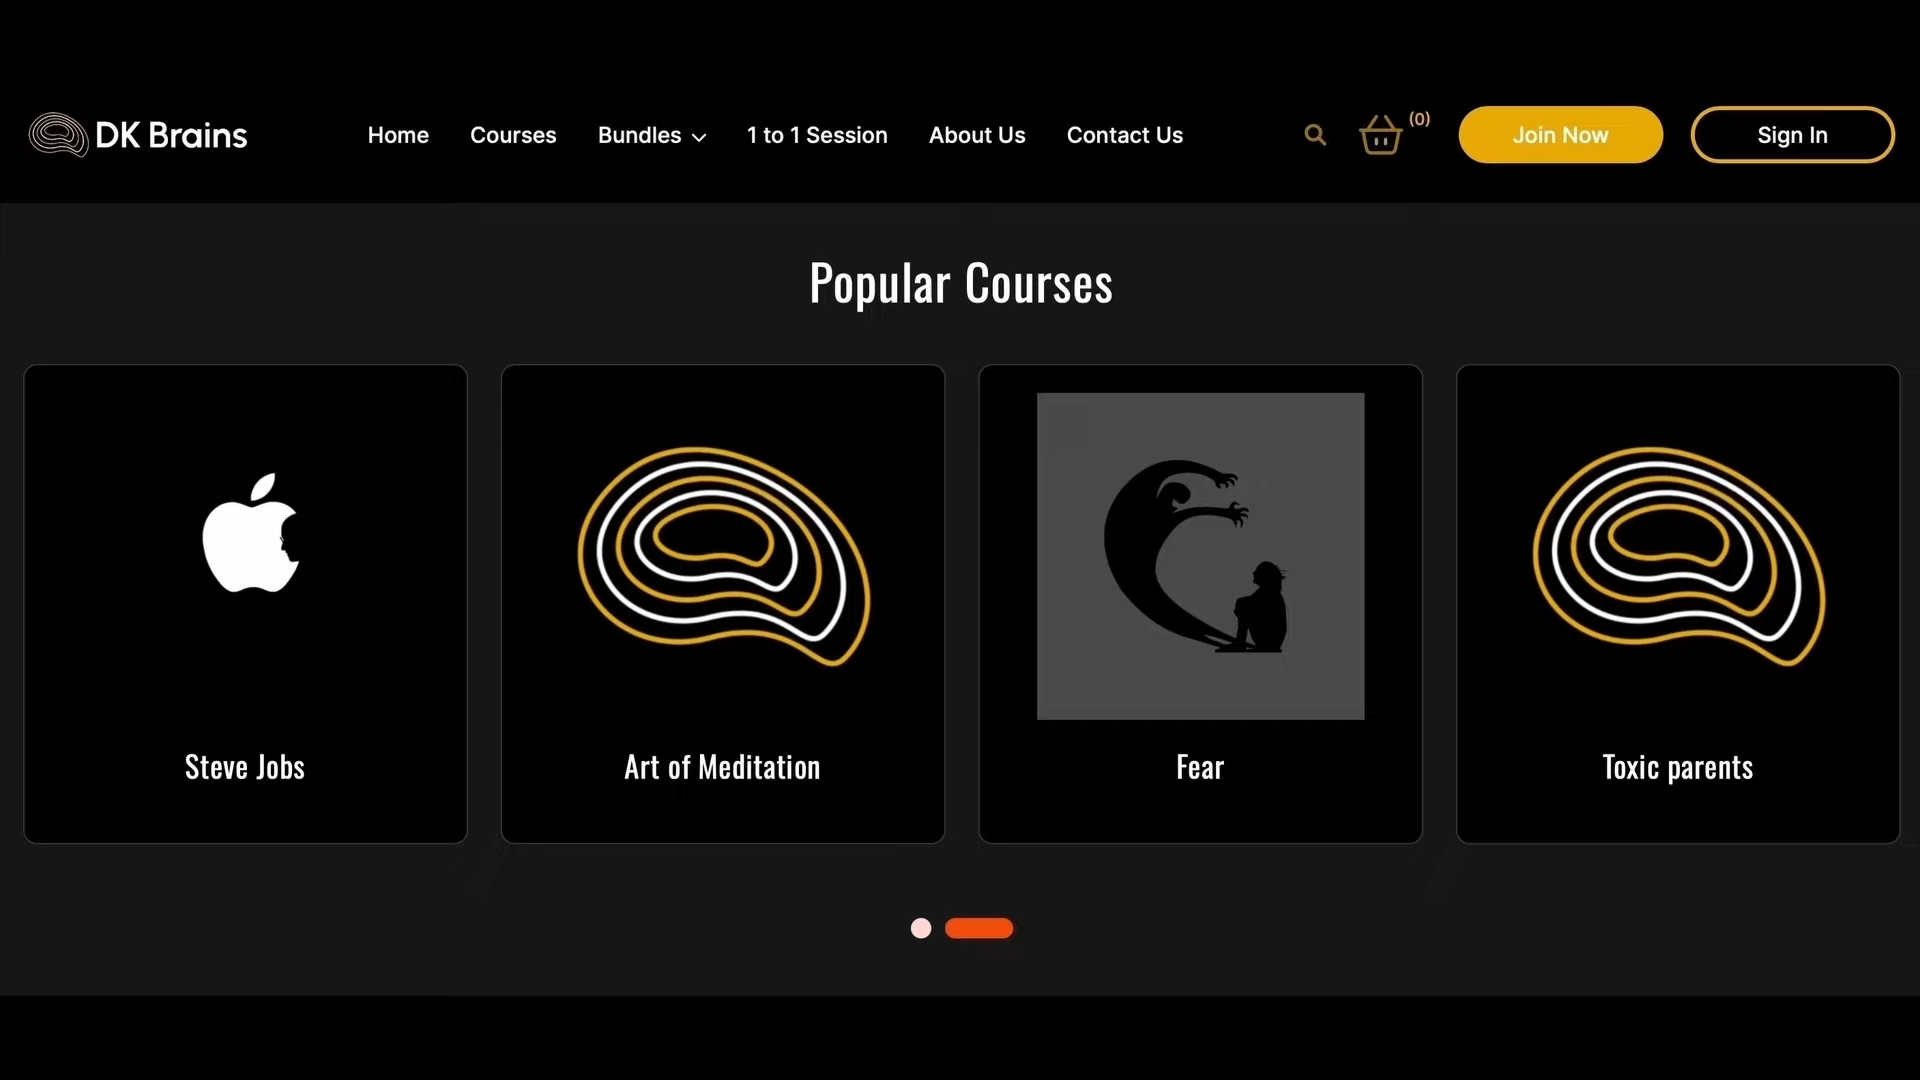 DK Brains
Home Courses Bundles 1 to 1 Session About Us Contact Us (0) Join Now Sign In
Popular Courses
Steve Jobs
Art of Meditation
Fear
Toxic parents